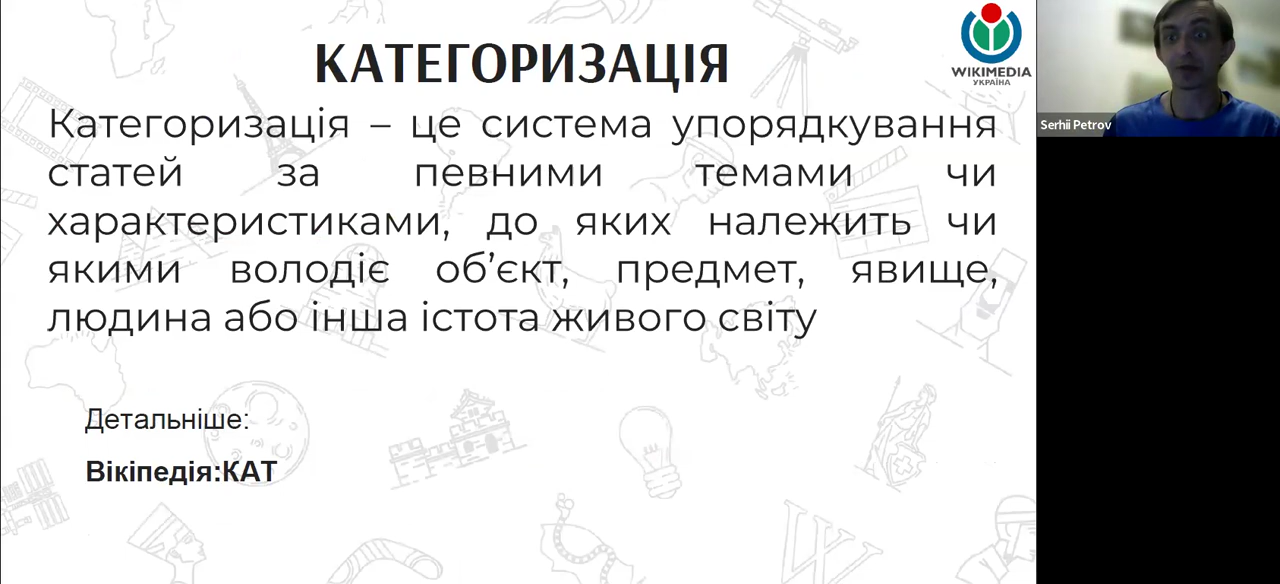 КАТЕГОРИЗАЦІЯ
WIKIMEDIA
УКРАЇНА
Serhii Petrov
Категоризація – це система упорядкування
статей за певними темами чи
характеристиками, до яких належить чи
якими володіє об’єкт, предмет, явище,
людина або інша істота живого світу
Детальніше:
Вікіпедія:КАТ